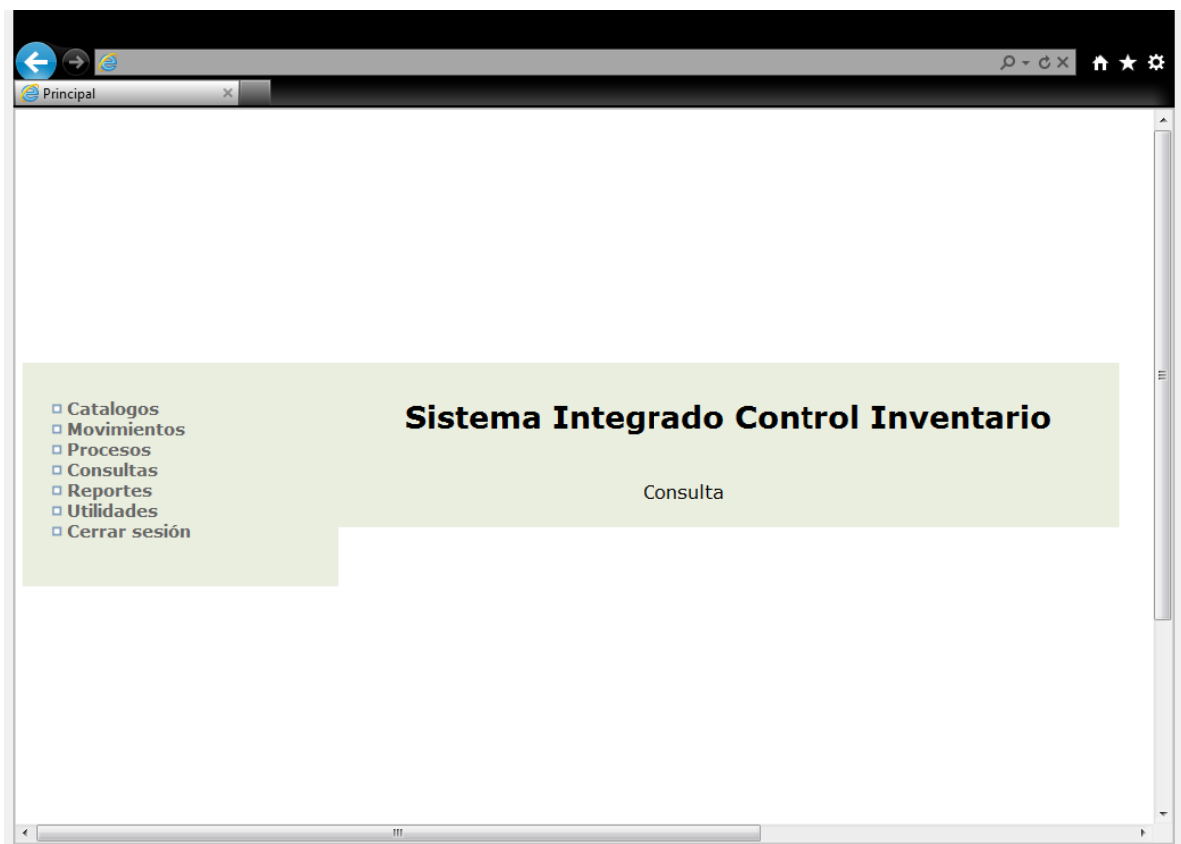 Principal
Catalogos
Movimientos
Procesos
Consultas
Reportes
Utilidades
Cerrar sesión
Sistema Integrado Control Inventario
Consulta